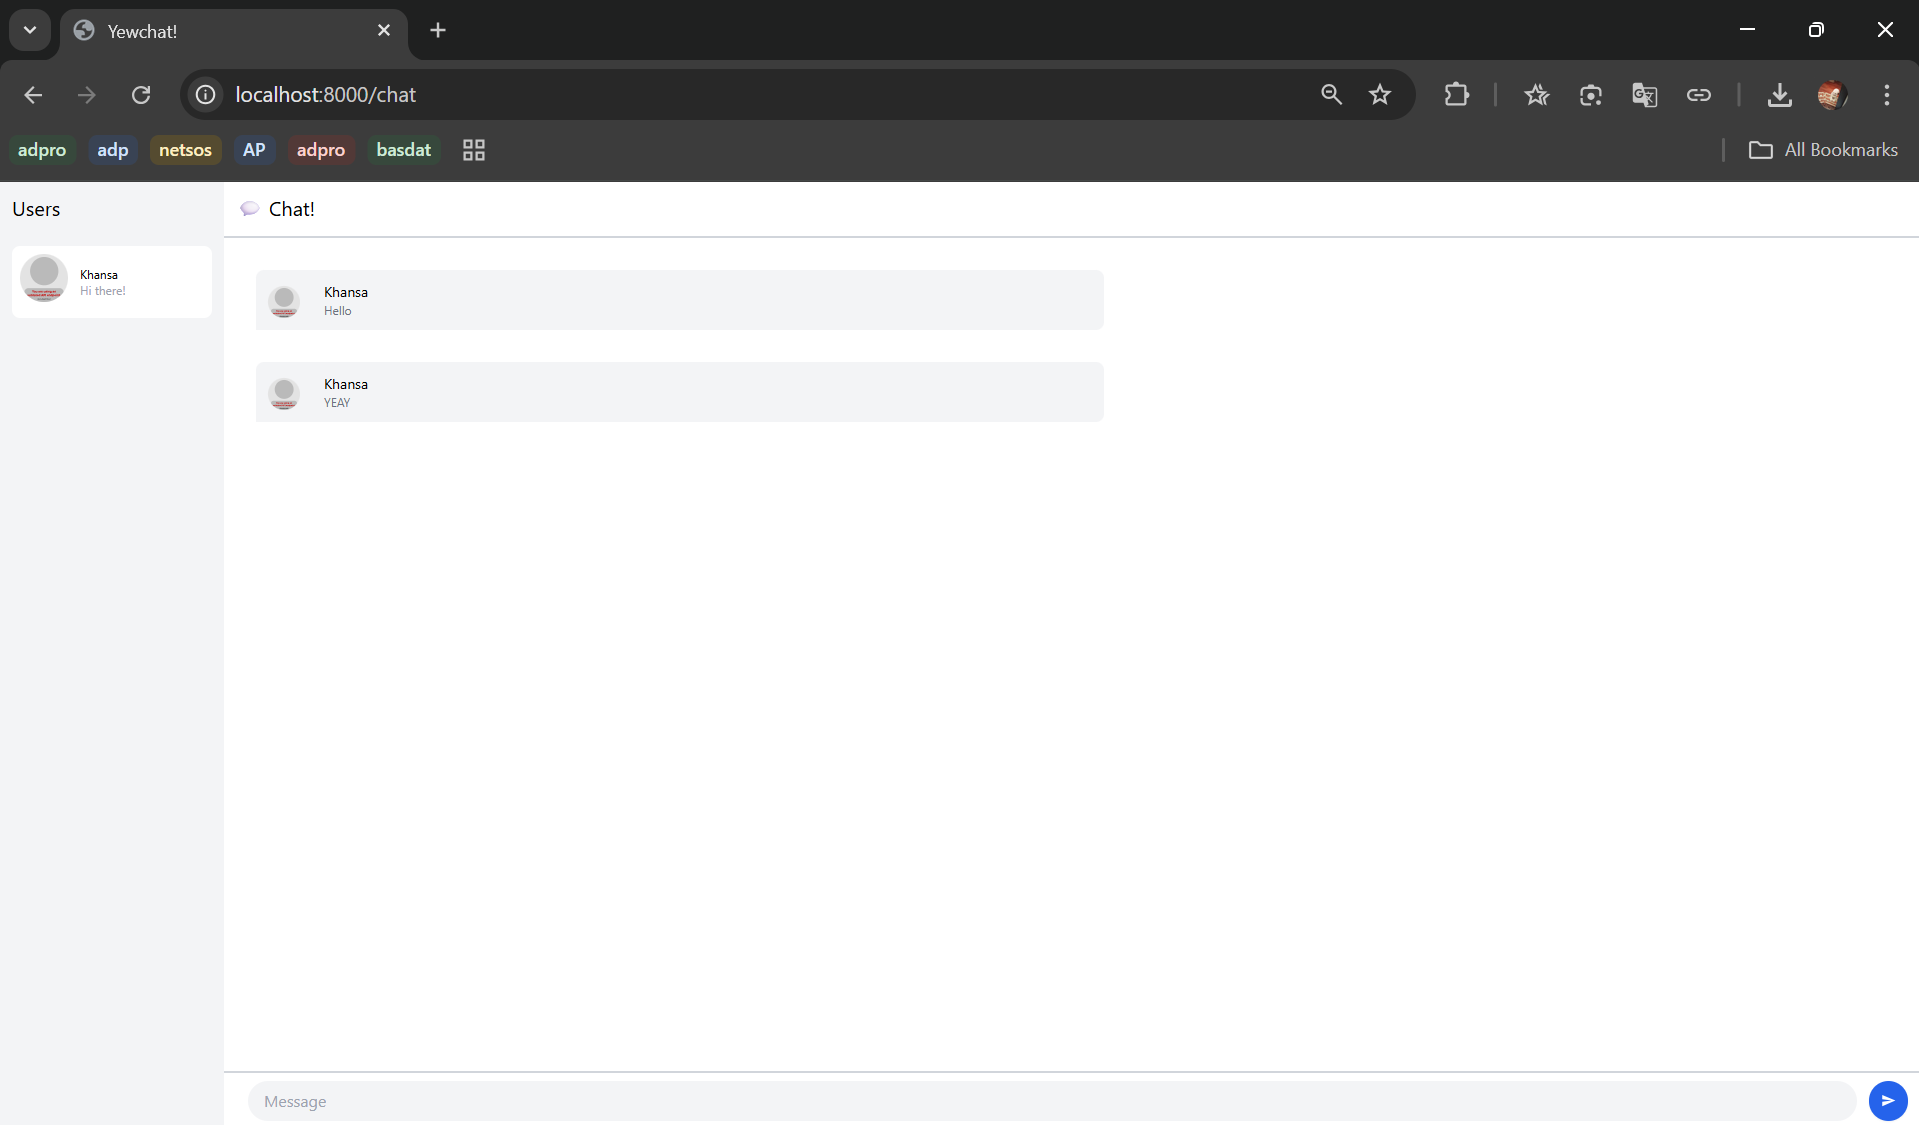 Yewchat!
localhost:8000/chat
adpro
adp
netsos
AP
adpro
basdat
All Bookmarks
Users
Chat!
Khansa
Hi there!
Khansa
Hello
Khansa
YEAY
Message